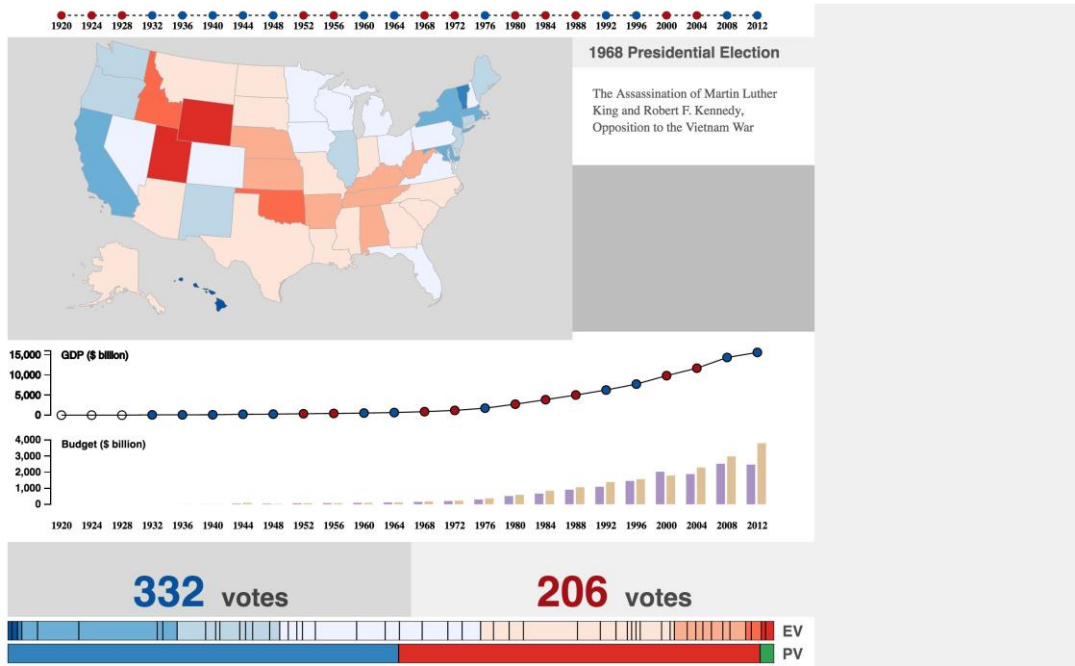 1920 1924 1928 1932 1936 1940 1944 1948 1952 1956 1960 1964 1968 1972 1976 1980 1984 1988 1992 1996 2000 2004 2008 2012
1968 Presidential Election
The Assassination of Martin Luther
King and Robert F. Kennedy,
Opposition to the Vietnam War
GDP ($ billion)
15,000
10,000
5,000
0
Budget ($ billion)
4,000
3,000
2,000
1,000
0
1920 1924 1928 1932 1936 1940 1944 1948 1952 1956 1960 1964 1968 1972 1976 1980 1984 1988 1992 1996 2000 2004 2008 2012
332 votes
206 votes
EV
PV